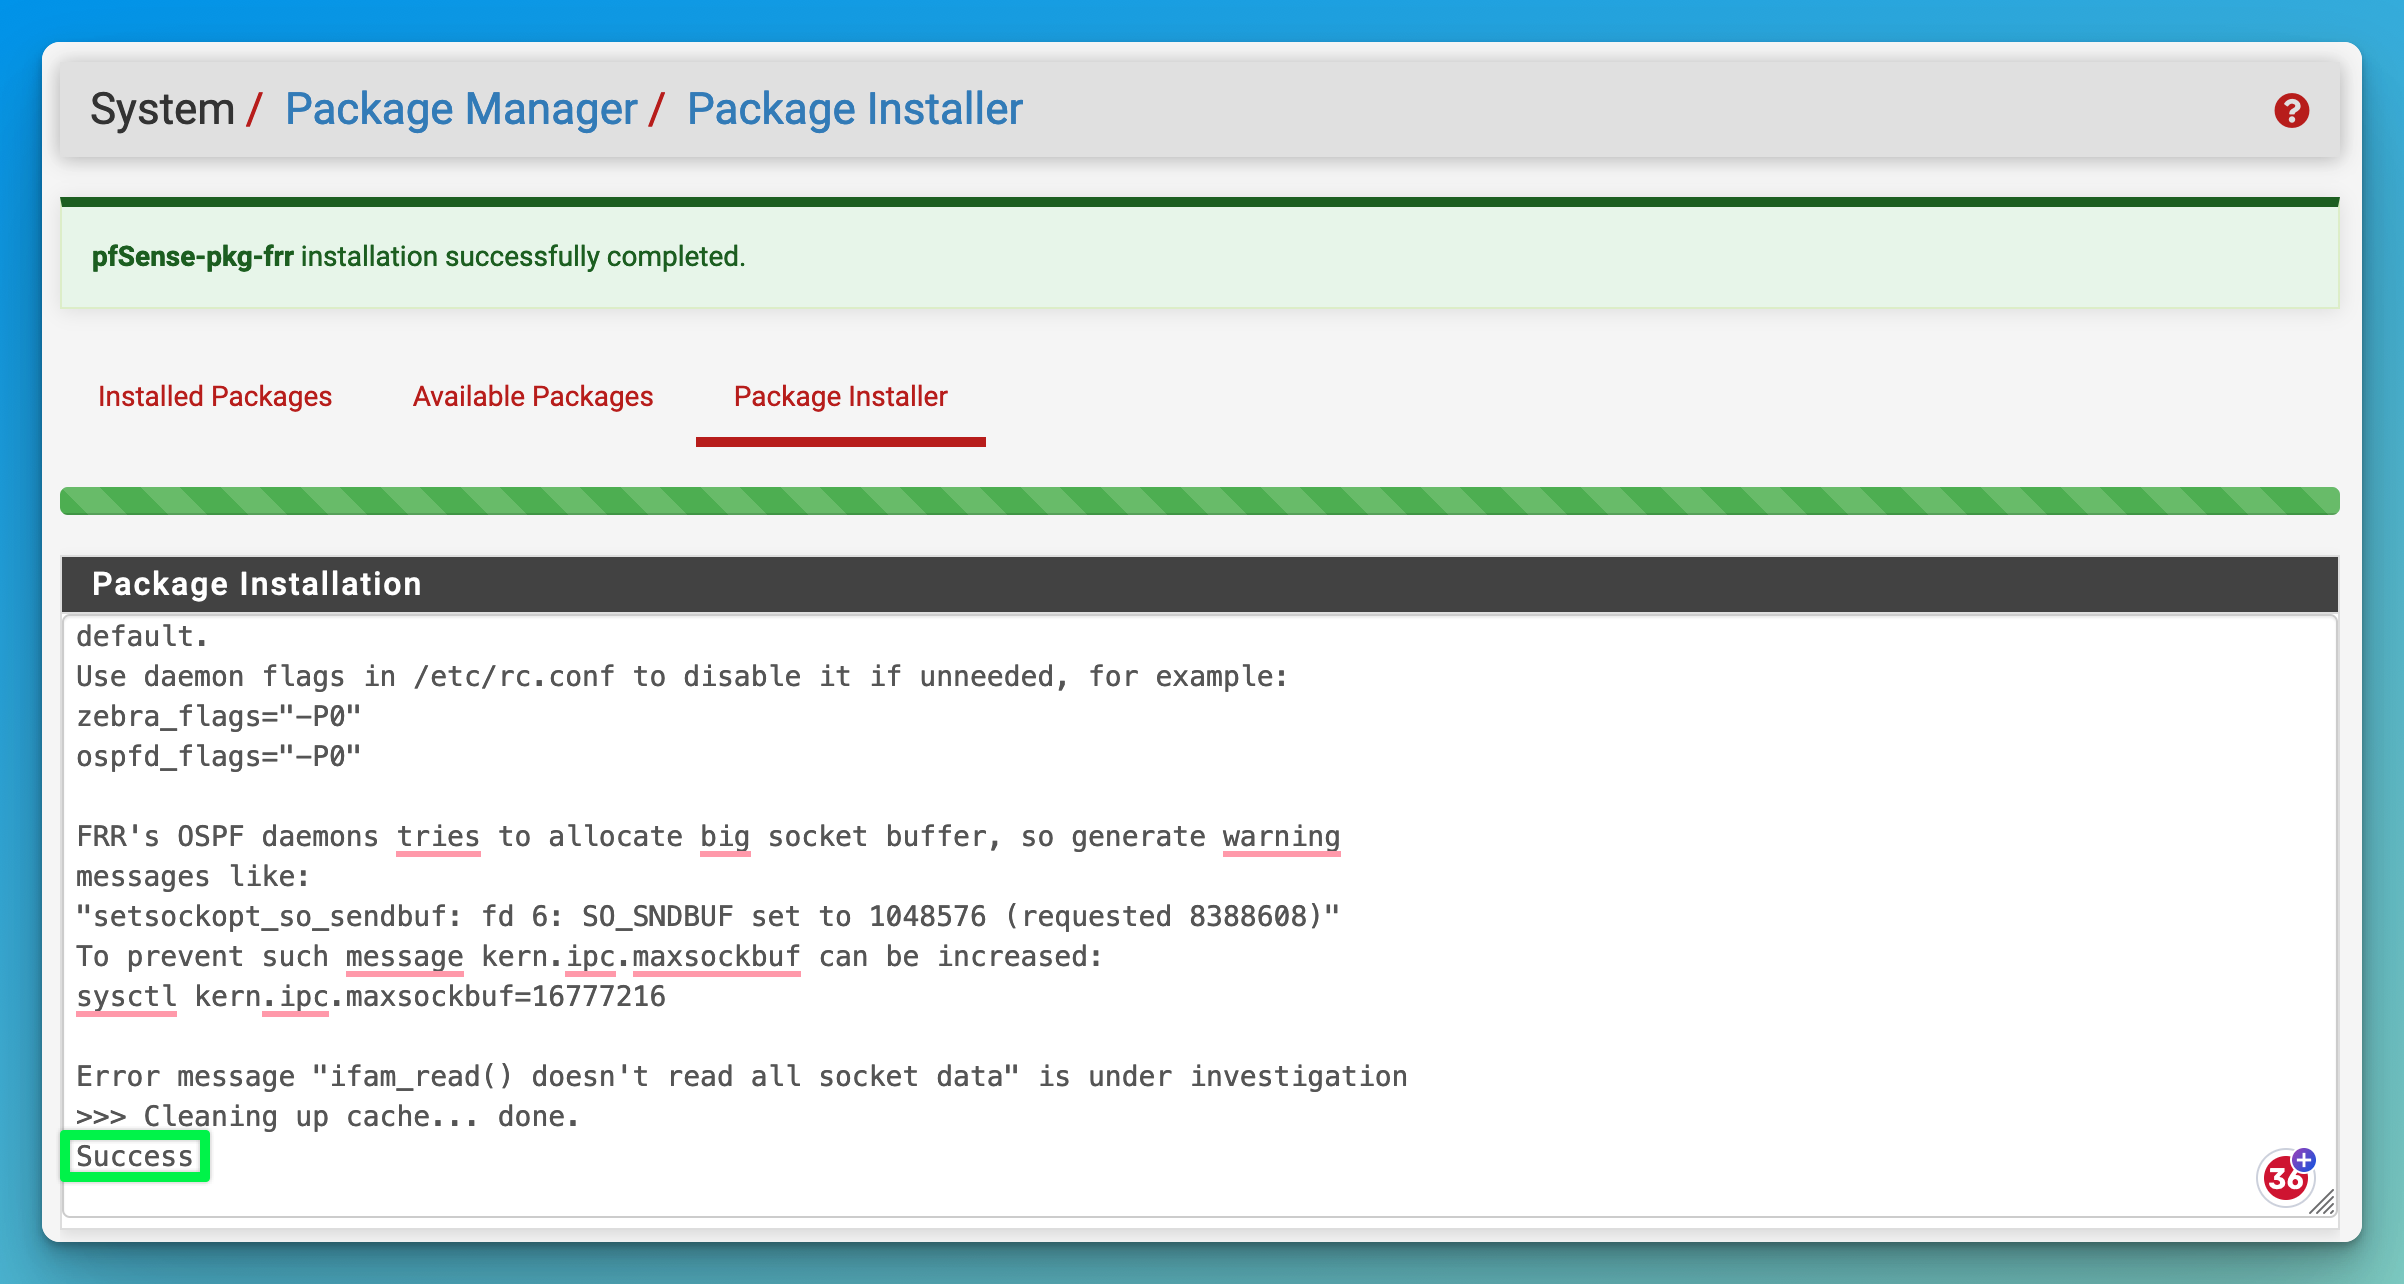 System / Package Manager / Package Installer
pfSense-pkg-frr installation successfully completed.
Installed Packages Available Packages Package Installer
Package Installation
default.
Use daemon flags in /etc/rc.conf to disable it if unneeded, for example:
zebra_flags="-P0"
ospfd_flags="-P0"
FRR's OSPF daemons tries to allocate big socket buffer, so generate warning
messages like:
"setsockopt_so_sendbuf: fd 6: SO_SNDBUF set to 1048576 (requested 8388608)"
To prevent such message kern.ipc.maxsockbuf can be increased:
sysctl kern.ipc.maxsockbuf=16777216
Error message "ifam_read() doesn't read all socket data" is under investigation
>>> Cleaning up cache... done.
Success
36